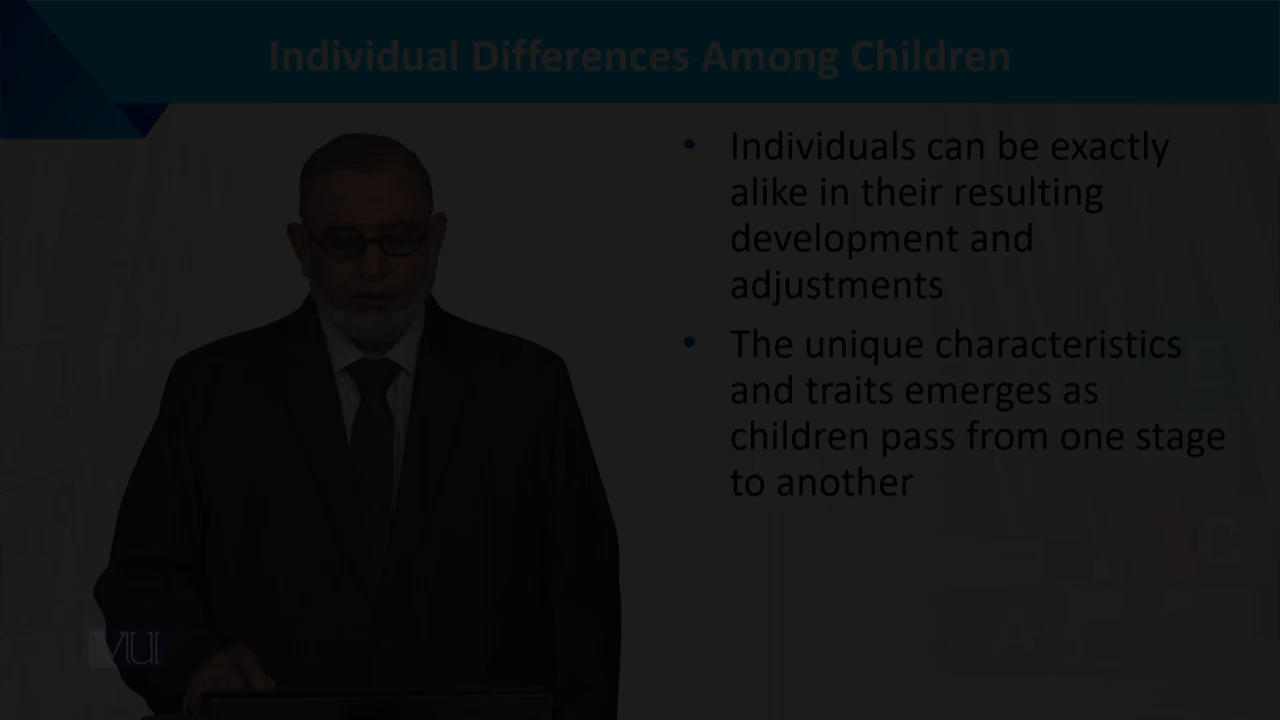 Individual Differences Among Children
• Individuals can be exactly
alike in their resulting
development and
adjustments
• The unique characteristics
and traits emerges as
children pass from one stage
to another
VU
E
C
A